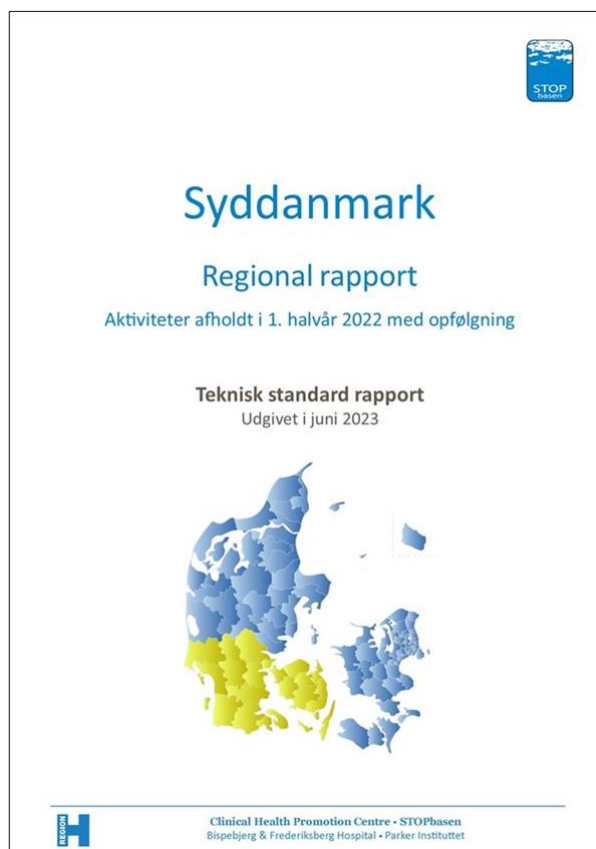 STOP
basen
Syddanmark
Regional rapport
Aktiviteter afholdt i 1. halvår 2022 med opfølgning
Teknisk standard rapport
Udgivet i juni 2023
REGION
H
Clinical Health Promotion Centre • STOPbasen
Bispebjerg & Frederiksberg Hospital • Parker Instituttet